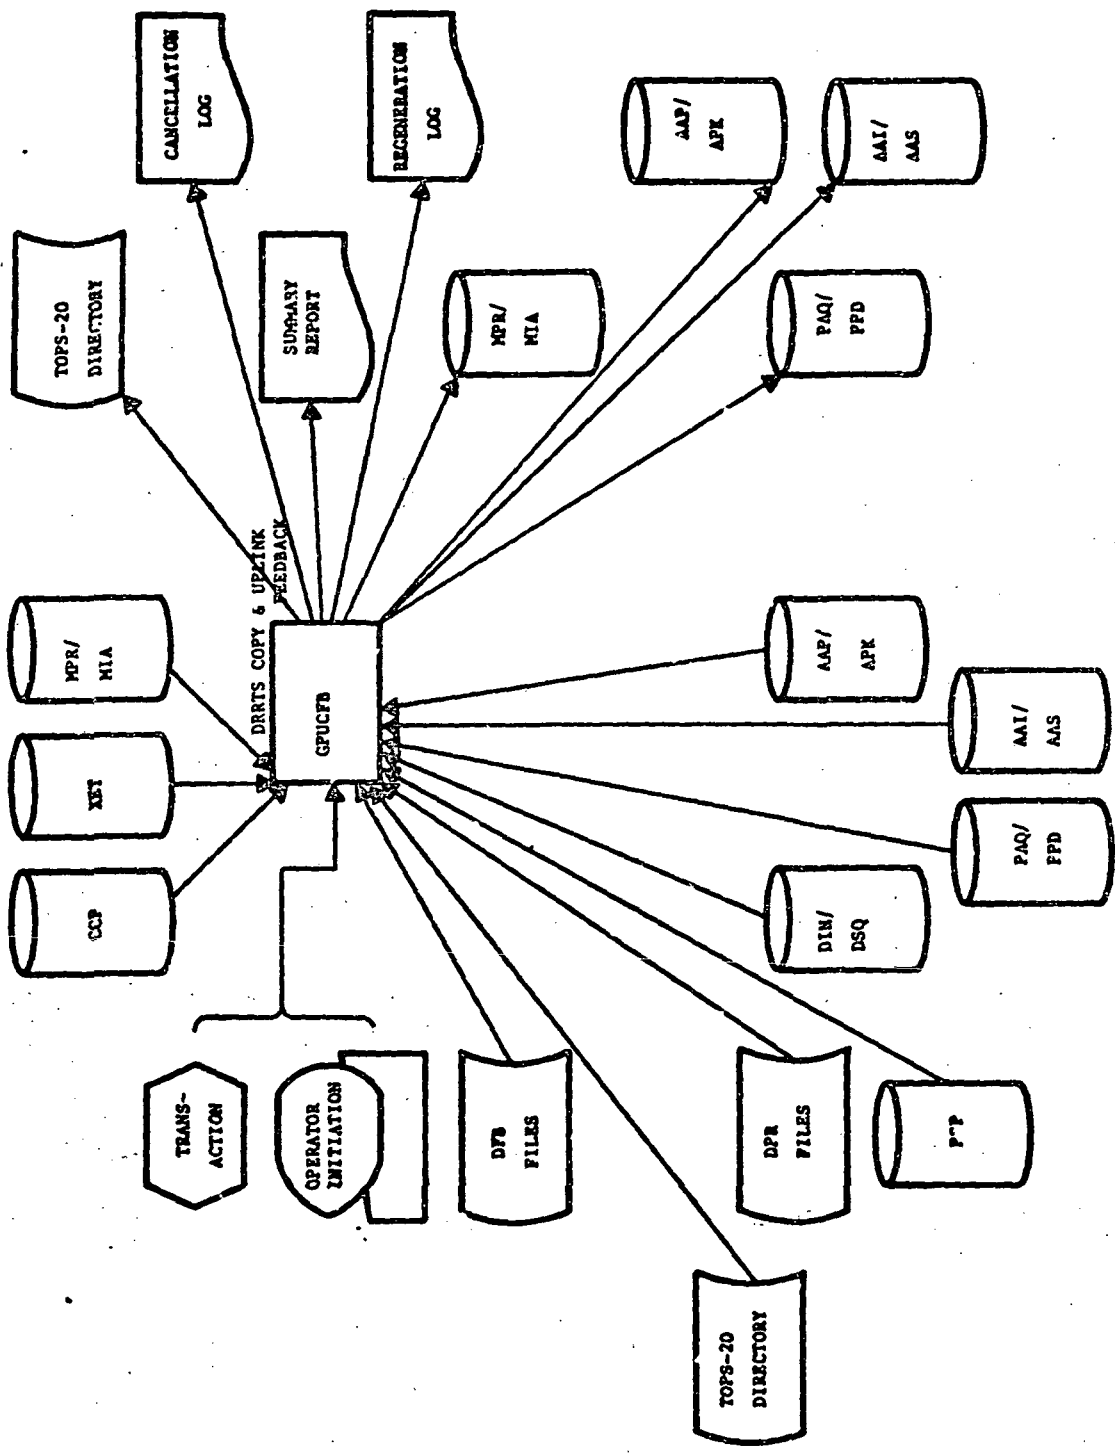 CCP
XET
MPR/
MIA
TOPS-20
DIRECTORY
TRANS-
ACTION
CANCELLATION
LOG
OPERATOR
INITIATION
DRRTS COPY & UPLINK
FEEDBACK
GPUCFB
SUMMARY
REPORT
REGENERATION
LOG
DFB
FILES
MPR/
MIA
AAP/
APK
TOPS-20
DIRECTORY
DPR
FILES
DIN/
DSQ
AAP/
APK
PAQ/
PPD
AAI/
AAS
PAQ/
PPD
AAI/
AAS